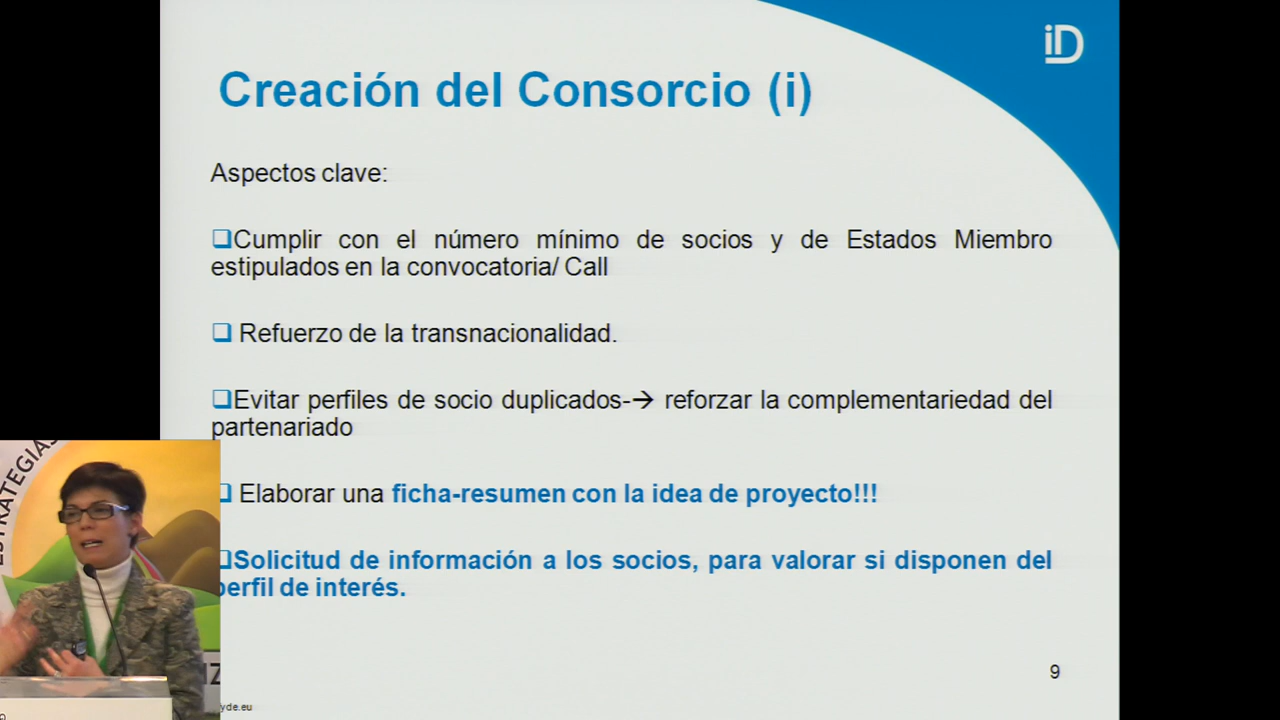 iD
Creación del Consorcio (i)
Aspectos clave:
❑Cumplir con el número mínimo de socios y de Estados Miembro
estipulados en la convocatoria/ Call
❑ Refuerzo de la transnacionalidad.
❑Evitar perfiles de socio duplicados-→ reforzar la complementariedad del
partenariado
❑ Elaborar una ficha-resumen con la idea de proyecto!!!
❑Solicitud de información a los socios, para valorar si disponen del
perfil de interés.
9
yde.eu
ESTRATEGIAS